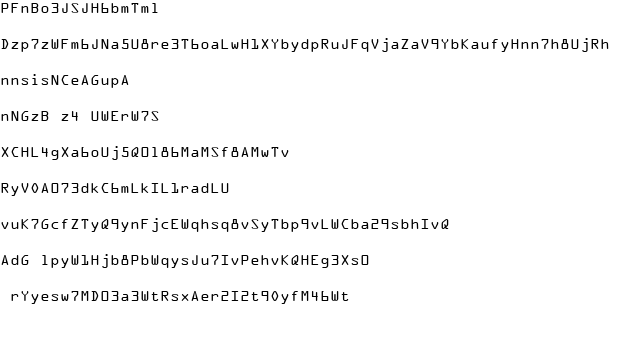 PFnBo3JSJH6bmTml
Dzp7zWFm6JNa5U8re3T6oaLwH1XYbydpRuJFqVjaZaV9YbKaufyHnn7h8UjRh
nnsisNCeAGupA
nNGzB z4 UWErW7S
XCHL4gXa6oUj5QOl86MaMSf8AMwTv
RyV0AO73dkC6mLkIL1radLU
vuK7GcfZTyQ9ynFjcEWqhsq8vSyTbp9vLWCba29sbhIvQ
AdG lpyW1Hjb8PbWqysJu7IvPehvKQHEg3XsO
rYyesw7MDO3a3WtRsxAer2I2t90yfM46Wt